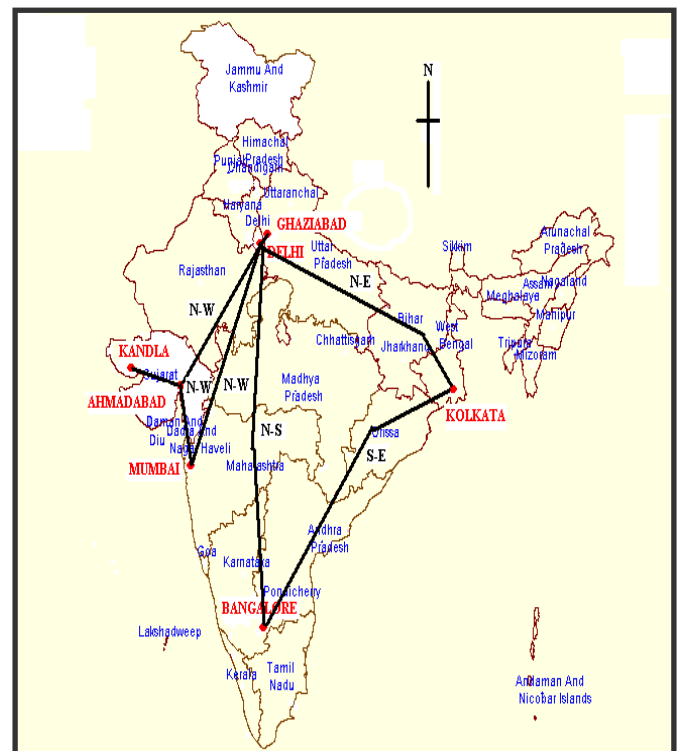 Jammu And
Kashmir
N
Himachal
Pradesh
Punjab
Chandigarh
Uttaranchal
Haryana
Delhi
GHAZIABAD
DELHI
Uttar
Pradesh
Sikkim
Arunachal
Pradesh
Rajasthan
N-E
Assam
Nagaland
Meghalaya
Manipur
N-W
Bihar
West
Bengal
Chhattisgam
Jharkhand
Tripura
Mizoram
KANDLA
Gujarat
N-W
N-W
Madhya
Pradesh
AHMADABAD
KOLKATA
Daman And
Diu
Dadra And
Nagar Haveli
N-S
Orissa
S-E
MUMBAI
Maharashtra
Andhra
Pradesh
Goa
Karnataka
Pondicherry
BANGALORE
Lakshadweep
Kerala
Tamil
Nadu
Andaman And
Nicobar Islands